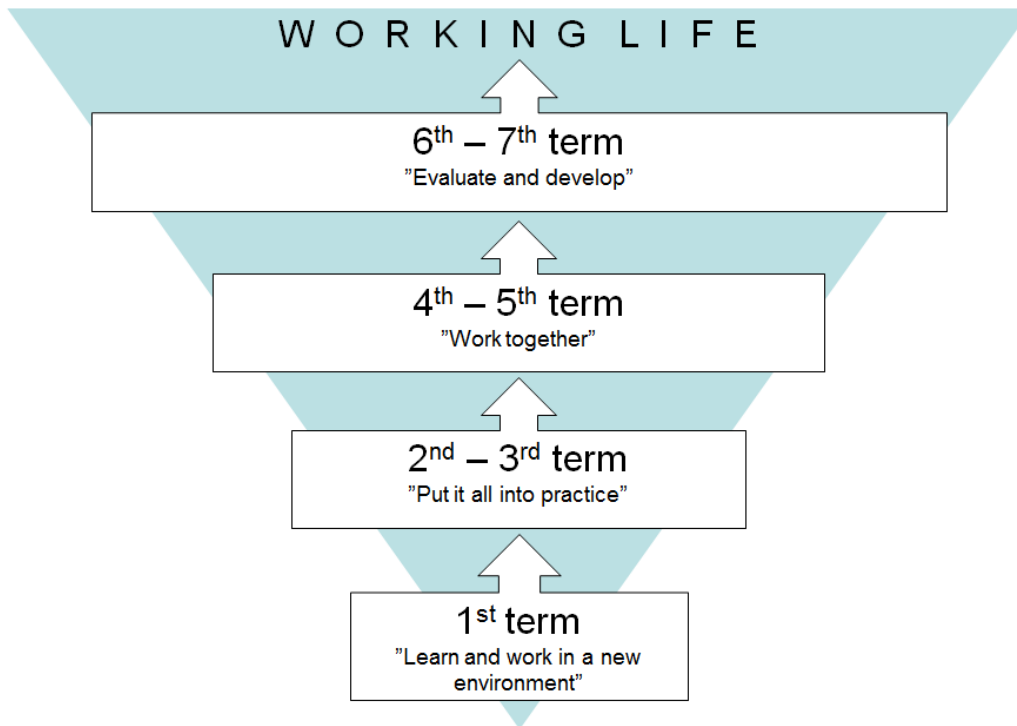 WORKING LIFE
6th – 7th term
”Evaluate and develop”
4th – 5th term
”Work together”
2nd – 3rd term
”Put it all into practice”
1st term
”Learn and work in a new
environment”